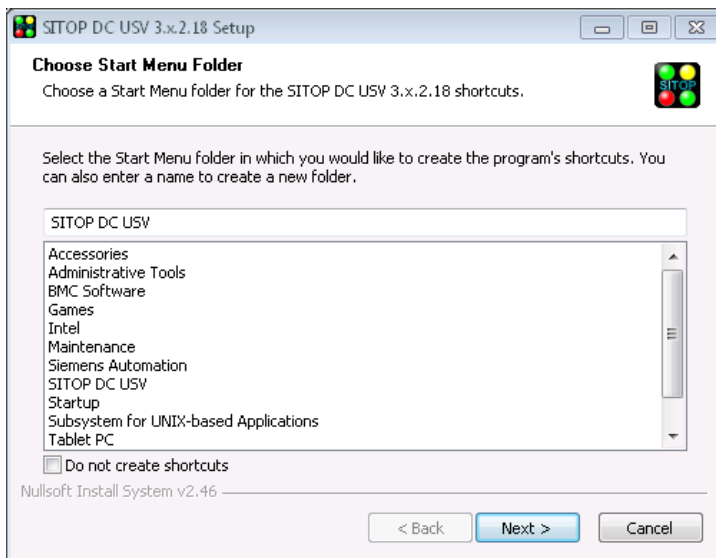 SITOP DC USV 3.x.2.18 Setup
Choose Start Menu Folder
Choose a Start Menu folder for the SITOP DC USV 3.x.2.18 shortcuts.
SITOP
Select the Start Menu folder in which you would like to create the program's shortcuts. You
can also enter a name to create a new folder.
SITOP DC USV
Accessories
Administrative Tools
BMC Software
Games
Intel
Maintenance
Siemens Automation
SITOP DC USV
Startup
Subsystem for UNIX-based Applications
Tablet PC
Do not create shortcuts
Nullsoft Install System v2.46
< Back Next > Cancel